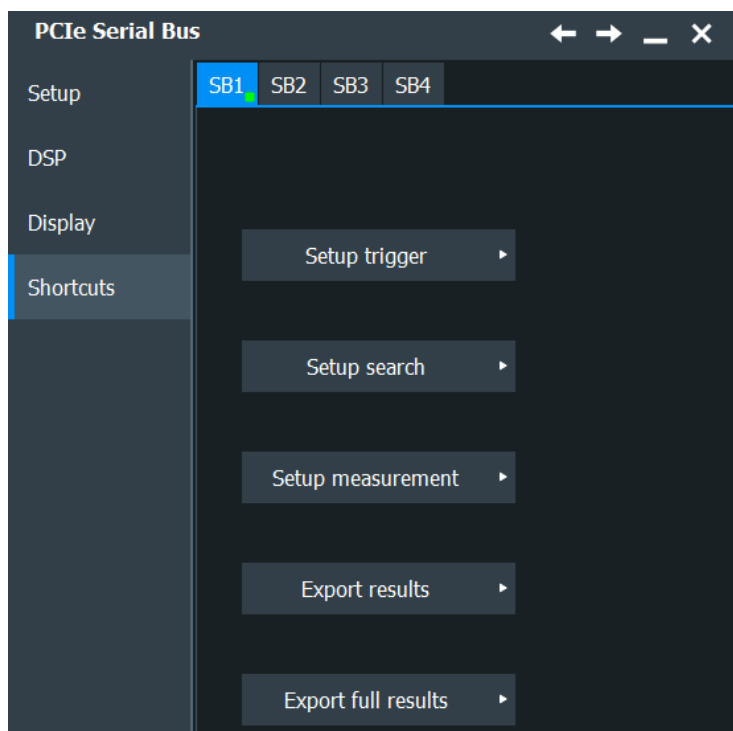 PCIe Serial Bus
Setup
DSP
Display
Shortcuts
SB1 SB2 SB3 SB4
Setup trigger
Setup search
Setup measurement
Export results
Export full results